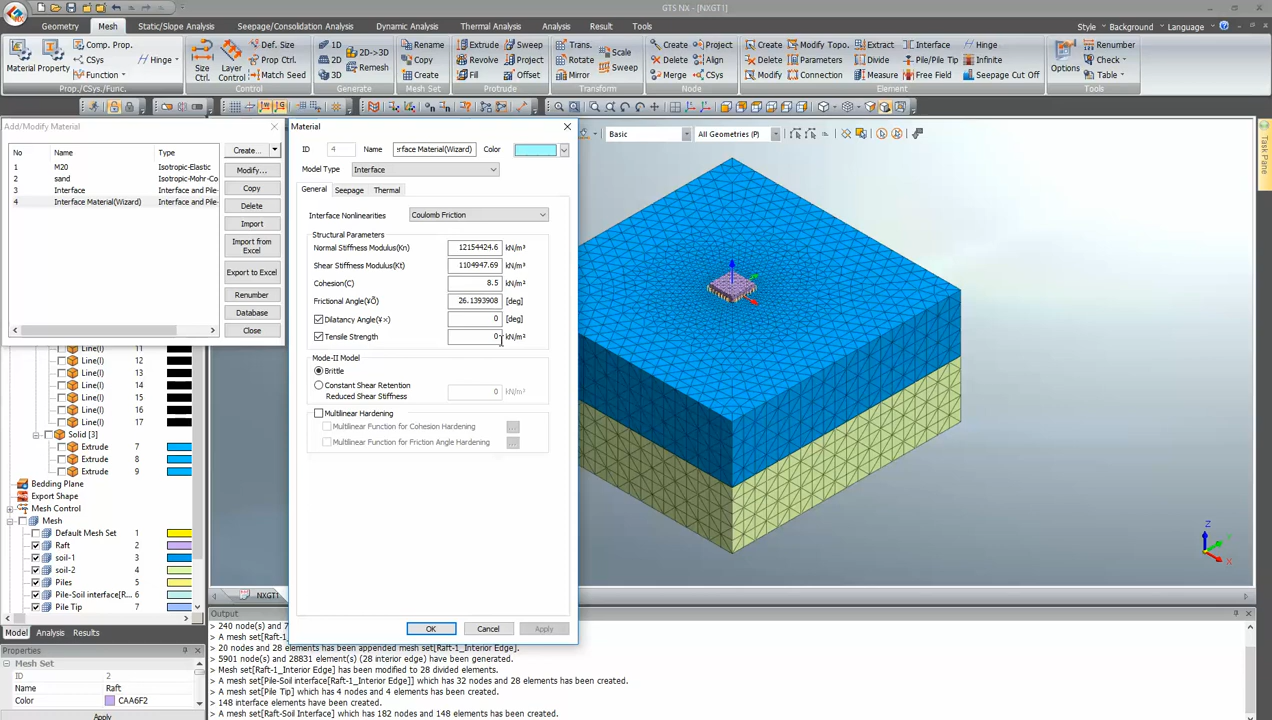 GTS NX - [NXGT1]
Geometry Mesh Static/Slope Analysis Seepage/Consolidation Analysis Dynamic Analysis Thermal Analysis Analysis Result Tools Style Background Language
Comp. Prop. Def. Size 1D 2D->3D Rename Extrude Sweep Trans. Scale Create Project Create Modify Topo. Extract Interface Hinge Renumber
Material Property CSys Hinge Size Ctrl. Layer Control Prop Ctrl. 2D Remesh Copy Revolve Project Rotate Sweep Delete Align Delete Parameters Divide Pile/Pile Tip Infinite Options Check
Function Match Seed 3D Create Fill Offset Mirror Merge CSys Modify Connection Measure Free Field Seepage Cut Off Table
Prop./CSys/Func. Control Generate Mesh Set Protrude Transform Node Element Tools
Add/Modify Material
No Name Type
1 M20 Isotropic-Elastic
2 sand Isotropic-Mohr-Co
3 Interface Interface and Pile-
4 Interface Material(Wizard) Interface and Pile-
Create...
Modify...
Copy
Delete
Import
Import from
Excel
Export to Excel
Renumber
Database
Close
Material
ID 4 Name erface Material(Wizard) Color
Model Type Interface
General Seepage Thermal
Interface Nonlinearities Coulomb Friction
Structural Parameters
Normal Stiffness Modulus(Kn) 12154424.6 kN/m³
Shear Stiffness Modulus(Kt) 1104947.69 kN/m³
Cohesion(C) 8.5 kN/m²
Frictional Angle(¥Õ) 26.1393908 [deg]
Dilatancy Angle(¥×) 0 [deg]
Tensile Strength 0 kN/m²
Mode-II Model
Brittle
Constant Shear Retention
Reduced Shear Stiffness 0 kN/m³
Multilinear Hardening
Multilinear Function for Cohesion Hardening ...
Multilinear Function for Friction Angle Hardening ...
OK Cancel Apply
Basic All Geometries (P)
Task Pane
Line(l) 10
Line(l) 11
Line(l) 12
Line(l) 13
Line(l) 14
Line(l) 15
Line(l) 16
Line(l) 17
Solid [3]
Extrude 7
Extrude 8
Extrude 9
Bedding Plane
Export Shape
Mesh Control
Mesh
Default Mesh Set 1
Raft 2
soil-1 3
soil-2 4
Piles 5
Pile-Soil interface[R... 6
Pile Tip 7
Model Analysis Results
Properties
Mesh Set
ID 2
Name Raft
Color CAA6F2
Apply
NXGT1
Z
Y
X
Output
> 240 node(s) and 7
> A mesh set[Raft-1_
> 20 nodes and 28 elements has been appended mesh set[Piles].
> 5901 node(s) and 28831 element(s) (28 interior edge) have been generated.
> Mesh set[Raft-1_Interior Edge] has been modified to 28 divided elements.
> A mesh set[Pile-Soil interface[Raft-1_Interior Edge]] which has 32 nodes and 28 elements has been created.
> A mesh set[Pile Tip] which has 4 nodes and 4 elements has been created.
> 148 interface elements have been created.
> A mesh set[Raft-Soil Interface] which has 182 nodes and 148 elements has been created.